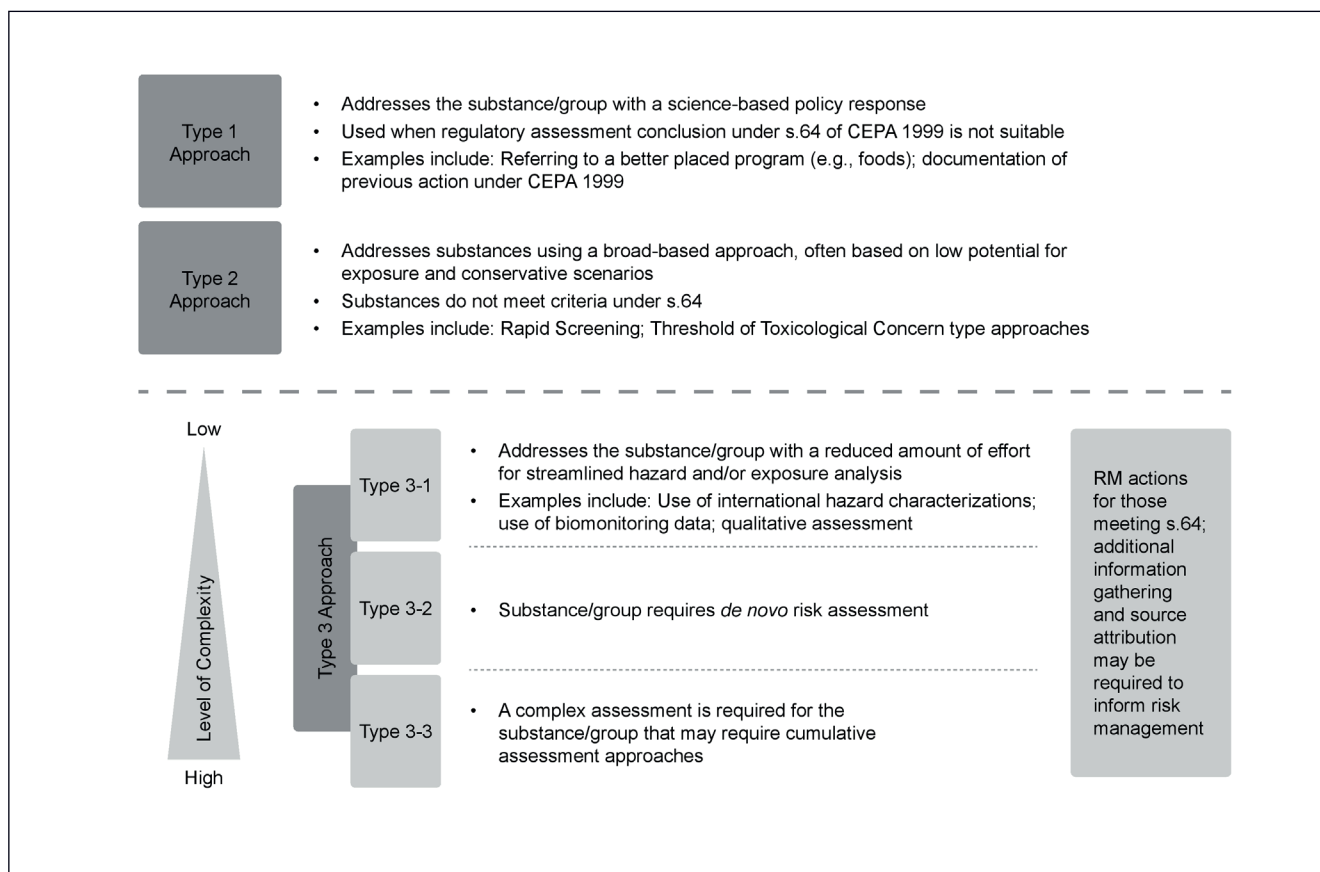 Type 1
Approach
• Addresses the substance/group with a science-based policy response
• Used when regulatory assessment conclusion under s.64 of CEPA 1999 is not suitable
• Examples include: Referring to a better placed program (e.g., foods); documentation of
previous action under CEPA 1999
Type 2
Approach
• Addresses substances using a broad-based approach, often based on low potential for
exposure and conservative scenarios
• Substances do not meet criteria under s.64
• Examples include: Rapid Screening; Threshold of Toxicological Concern type approaches
Low
Level of Complexity
High
Type 3 Approach
Type 3-1
• Addresses the substance/group with a reduced amount of effort
for streamlined hazard and/or exposure analysis
• Examples include: Use of international hazard characterizations;
use of biomonitoring data; qualitative assessment
Type 3-2
• Substance/group requires de novo risk assessment
Type 3-3
• A complex assessment is required for the
substance/group that may require cumulative
assessment approaches
RM actions
for those
meeting s.64;
additional
information
gathering
and source
attribution
may be
required to
inform risk
management